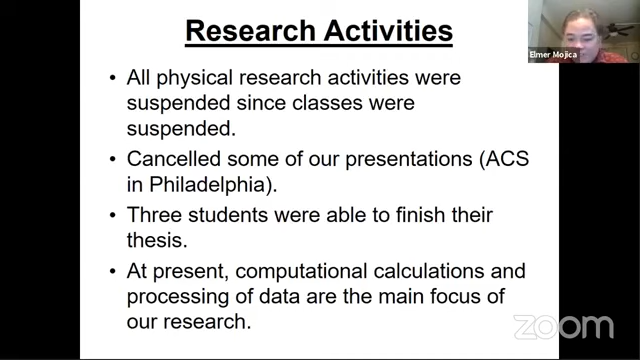 Research Activities
Elmer Mojica
• All physical research activities were
suspended since classes were
suspended.
• Cancelled some of our presentations (ACS
in Philadelphia).
• Three students were able to finish their
thesis.
• At present, computational calculations and
processing of data are the main focus of
our research.
zoom